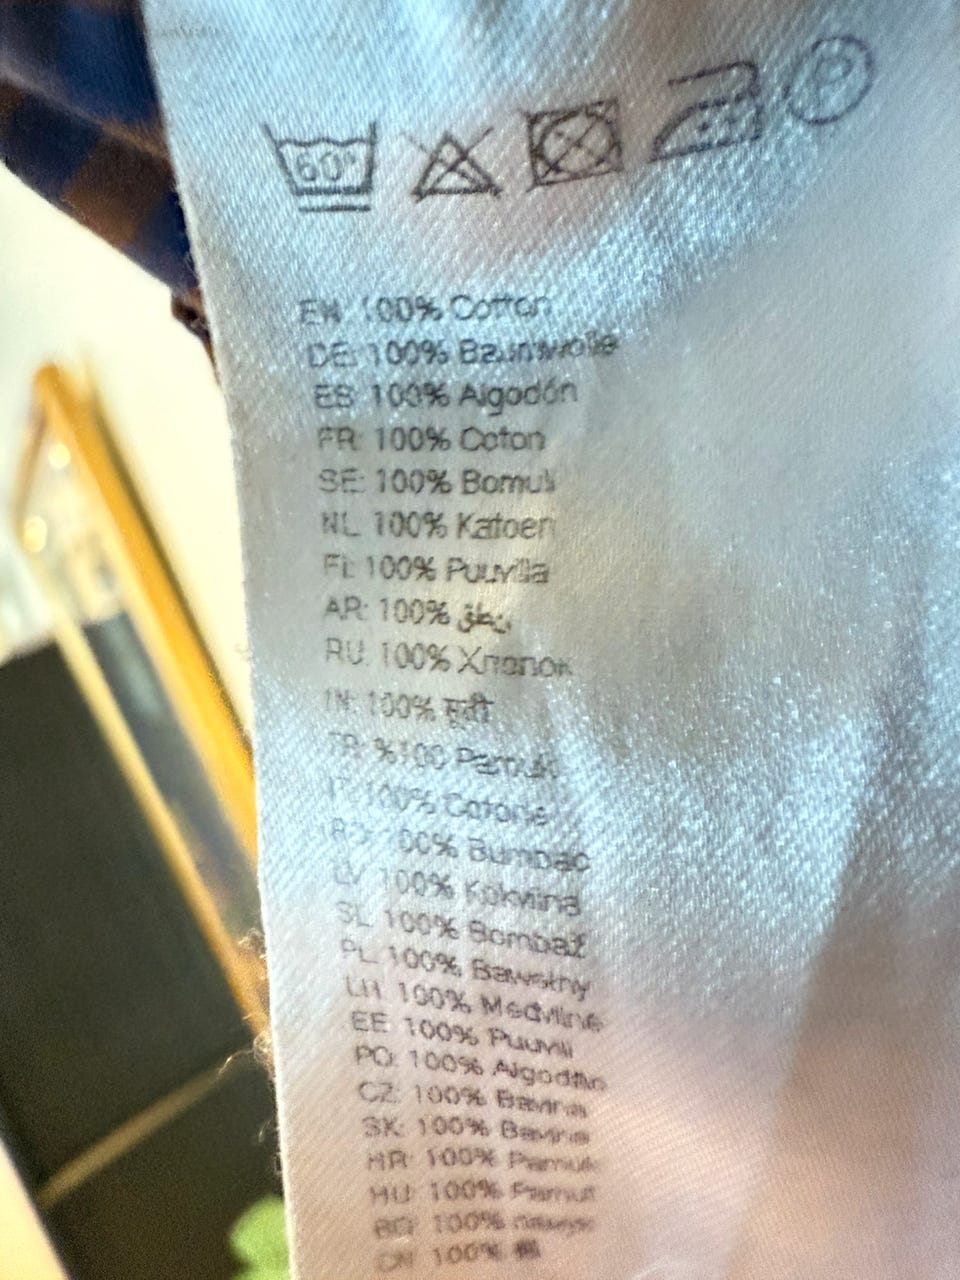 60°
P
EN: 100% Cotton
DE: 100% Baumwolle
ES: 100% Algodón
FR: 100% Coton
SE: 100% Bomull
NL: 100% Katoen
FI: 100% Puuvilla
AR: 100%
RU: 100% Хлопок
IN: 100% सूती
TR: %100 Pamuk
IT: 100% Cotone
RO: 100% Bumbac
LV: 100% Kokvilna
SL: 100% Bombaž
PL: 100% Bawełny
100% Medvilnė
EE: 100% Puuvill
PO: 100% Algodão
CZ: 100% Bavlna
SK: 100% Bavlna
HR: 100% Pamuk
HU: 100% Pamut
BG: 100%
CN: 100% 棉